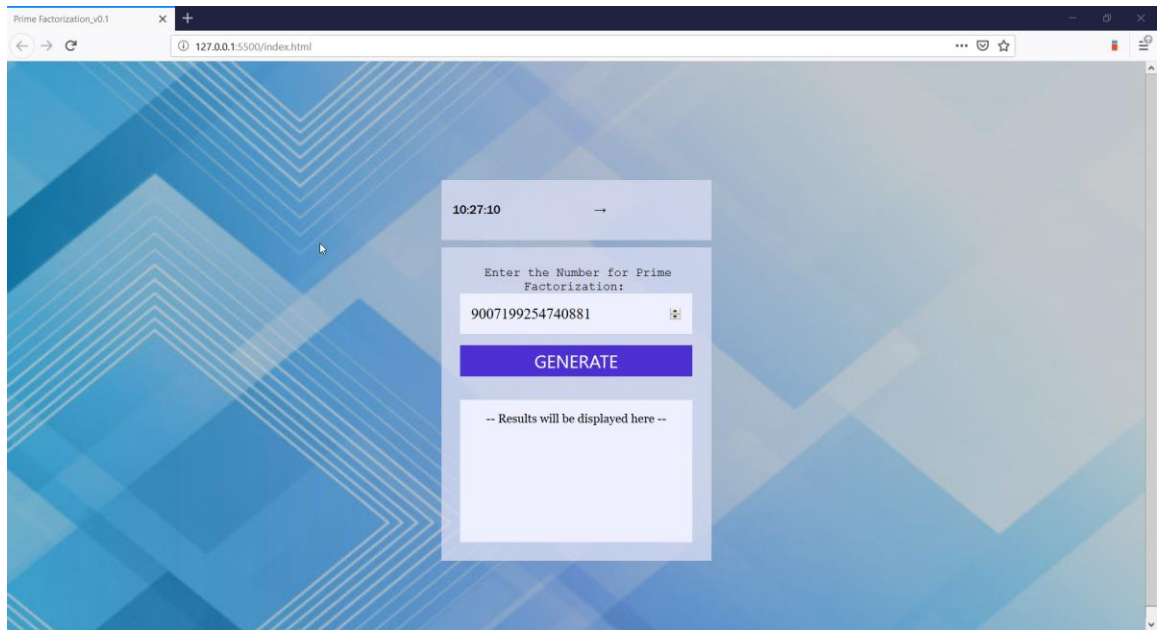 Prime Factorization_v0.1
127.0.0.1:5500/index.html
10:27:10 →
Enter the Number for Prime
Factorization:
9007199254740881
GENERATE
-- Results will be displayed here --